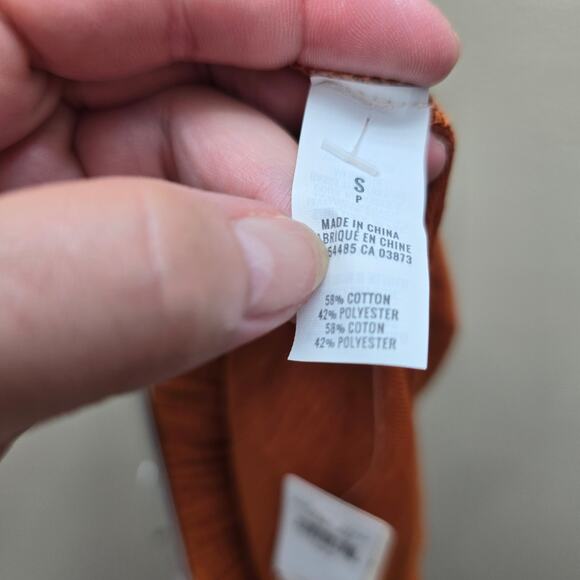 S
P
MADE IN CHINA
FABRIQUÉ EN CHINE
54485 CA 03873
58% COTTON
42% POLYESTER
58% COTON
42% POLYESTER